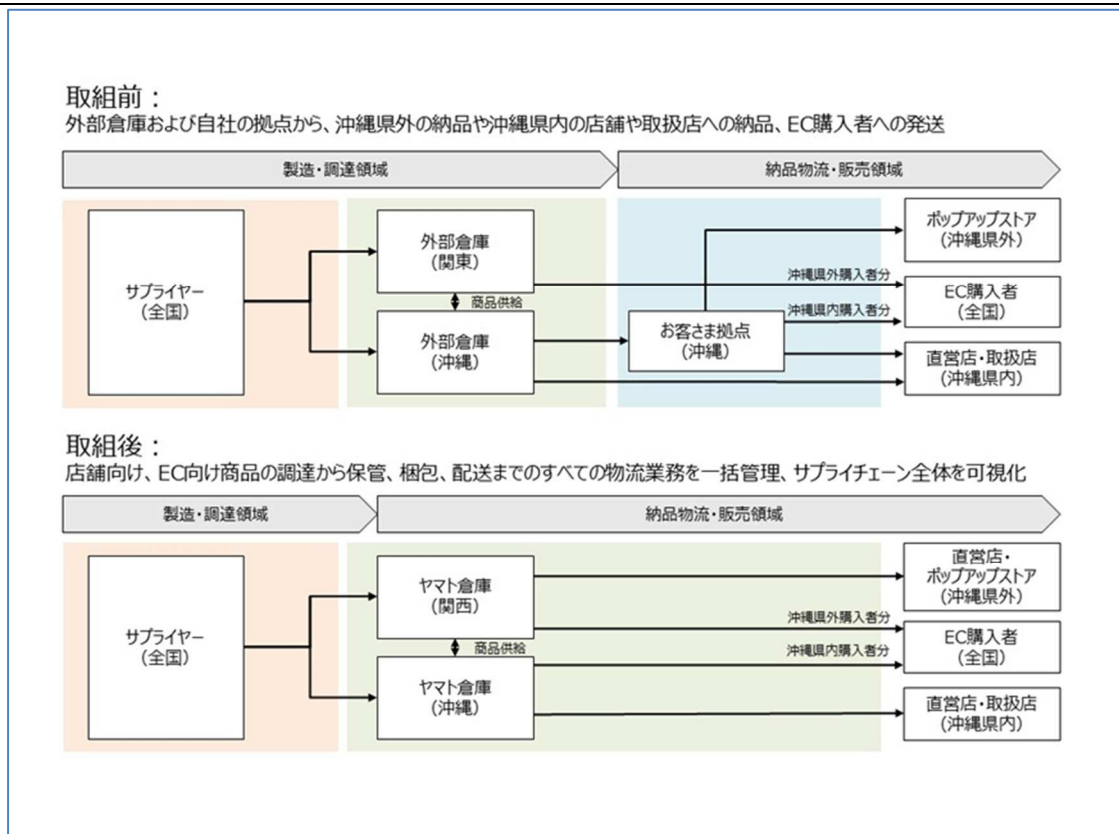 取組前：
外部倉庫および自社の拠点から、沖縄県外の納品や沖縄県内の店舗や取扱店への納品、EC購入者への発送
製造・調達領域
納品物流・販売領域
サプライヤー
(全国)
外部倉庫
(関東)
商品供給
外部倉庫
(沖縄)
お客さま拠点
(沖縄)
沖縄県外購入者分
沖縄県内購入者分
ポップアップストア
(沖縄県外)
EC購入者
(全国)
直営店・取扱店
(沖縄県内)
取組後：
店舗向け、EC向け商品の調達から保管、梱包、配送までのすべての物流業務を一括管理、サプライチェーン全体を可視化
製造・調達領域
納品物流・販売領域
サプライヤー
(全国)
ヤマト倉庫
(関西)
商品供給
ヤマト倉庫
(沖縄)
沖縄県外購入者分
沖縄県内購入者分
直営店・
ポップアップストア
(沖縄県外)
EC購入者
(全国)
直営店・取扱店
(沖縄県内)